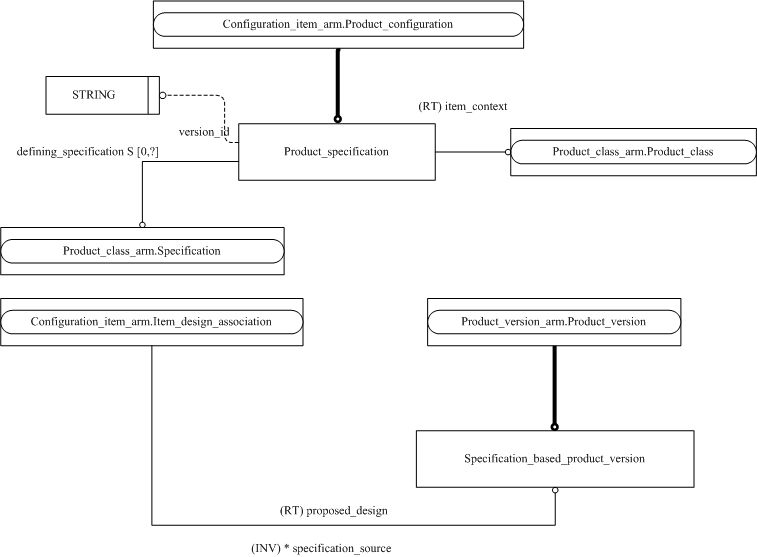 Configuration_item_arm.Product_configuration
STRING
(RT) item_context
version_id
Product_specification
defining_specification S [0,?]
Product_class_arm.Product_class
Product_class_arm.Specification
Configuration_item_arm.Item_design_association
Product_version_arm.Product_version
Specification_based_product_version
(RT) proposed_design
(INV) * specification_source